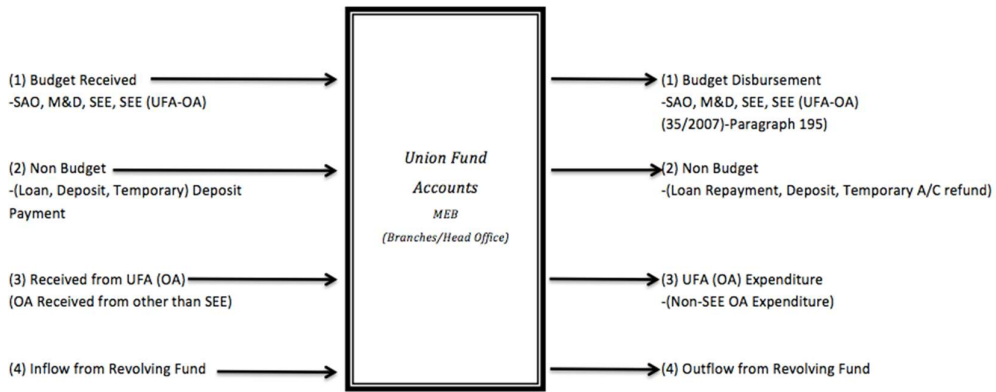 (1) Budget Received
-SAO, M&D, SEE, SEE (UFA-OA)
(2) Non Budget
-(Loan, Deposit, Temporary) Deposit
Payment
(3) Received from UFA (OA)
(OA Received from other than SEE)
(4) Inflow from Revolving Fund
Union Fund
Accounts
MEB
(Branches/Head Office)
(1) Budget Disbursement
-SAO, M&D, SEE, SEE (UFA-OA)
(35/2007)-Paragraph 195)
(2) Non Budget
-(Loan Repayment, Deposit, Temporary A/C refund)
(3) UFA (OA) Expenditure
-(Non-SEE OA Expenditure)
(4) Outflow from Revolving Fund